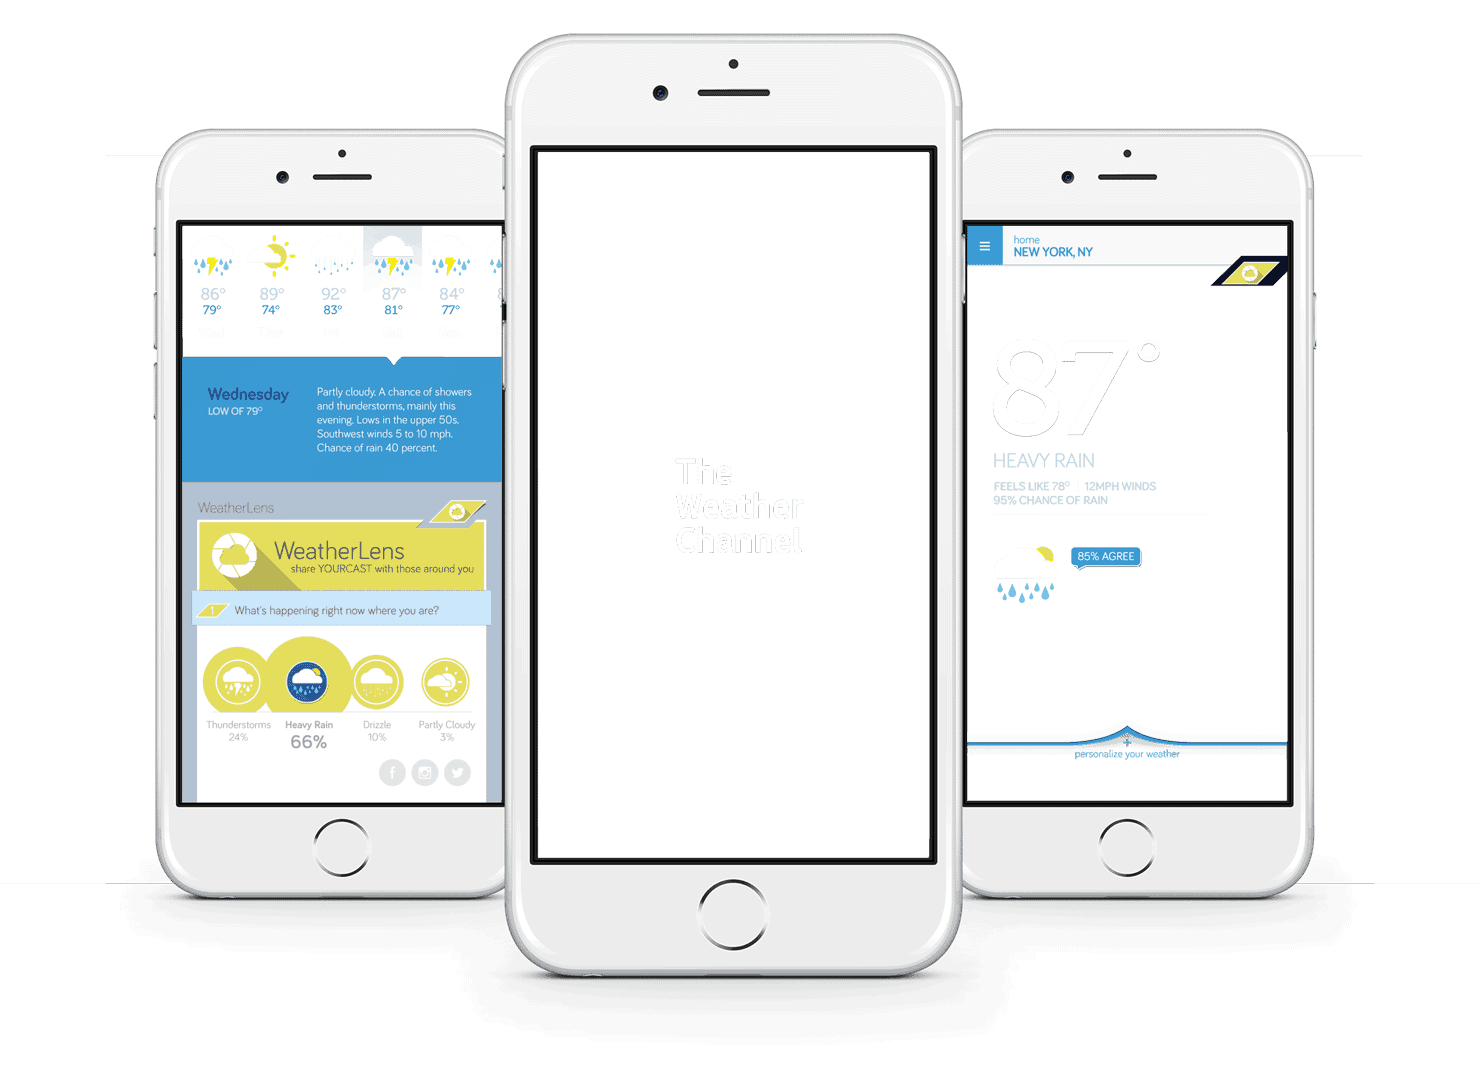 86° 89° 92° 87° 84°
79° 74° 83° 81° 77°
Wednesday
LOW OF 79°
Partly cloudy. A chance of showers
and thunderstorms, mainly this
evening. Lows in the upper 50s.
Southwest winds 5 to 10 mph.
Chance of rain 40 percent.
WeatherLens
WeatherLens
share YOURCAST with those around you
1 What's happening right now where you are?
Thunderstorms Heavy Rain Drizzle Partly Cloudy
24% 66% 10% 3%
The
Weather
Channel
home
NEW YORK, NY
87°
HEAVY RAIN
FEELS LIKE 78° 12MPH WINDS
95% CHANCE OF RAIN
85% AGREE
personalize your weather